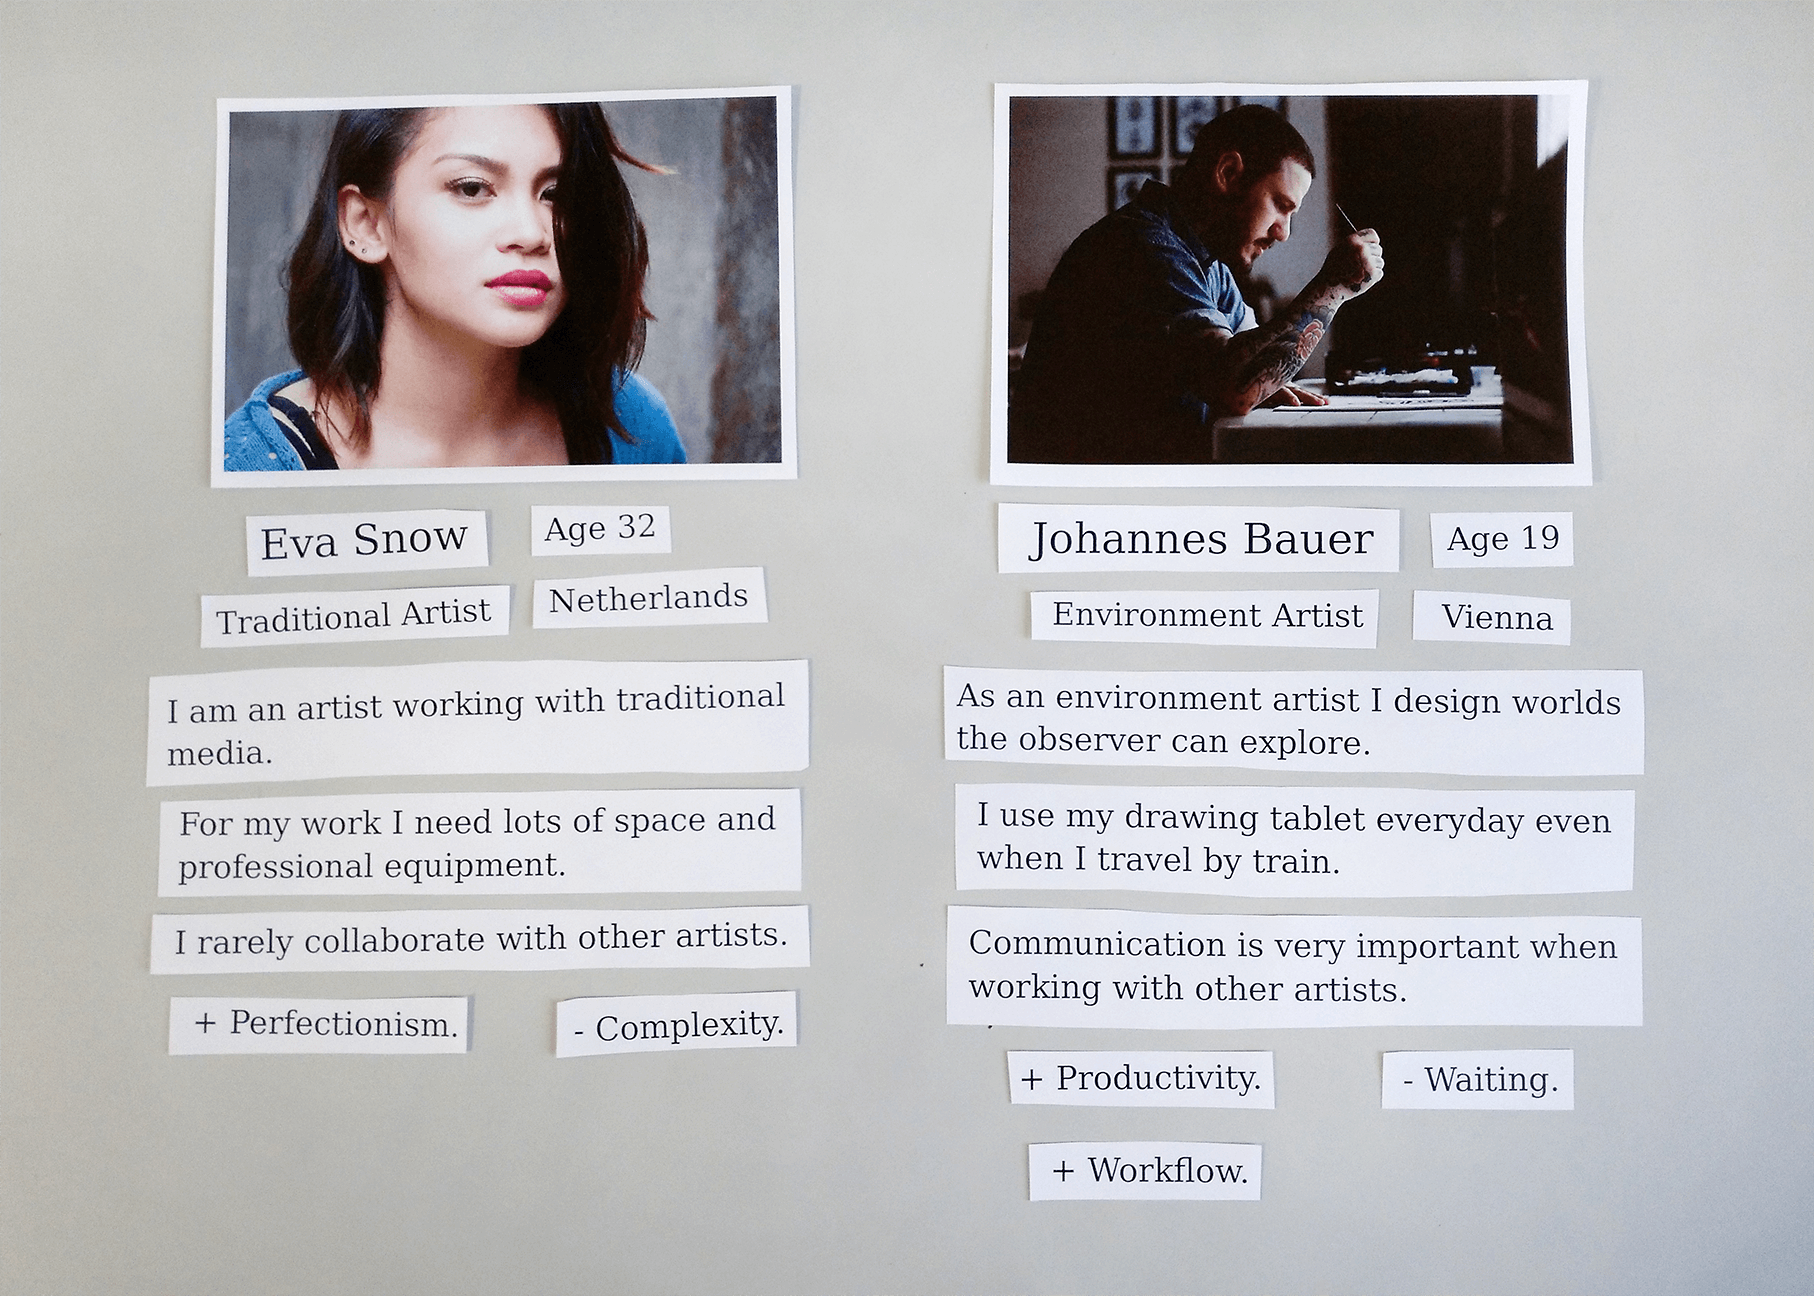 Eva Snow
Age 32
Traditional Artist
Netherlands
I am an artist working with traditional
media.
For my work I need lots of space and
professional equipment.
I rarely collaborate with other artists.
+ Perfectionism.
- Complexity.
Johannes Bauer
Age 19
Environment Artist
Vienna
As an environment artist I design worlds
the observer can explore.
I use my drawing tablet everyday even
when I travel by train.
Communication is very important when
working with other artists.
+ Productivity.
- Waiting.
+ Workflow.